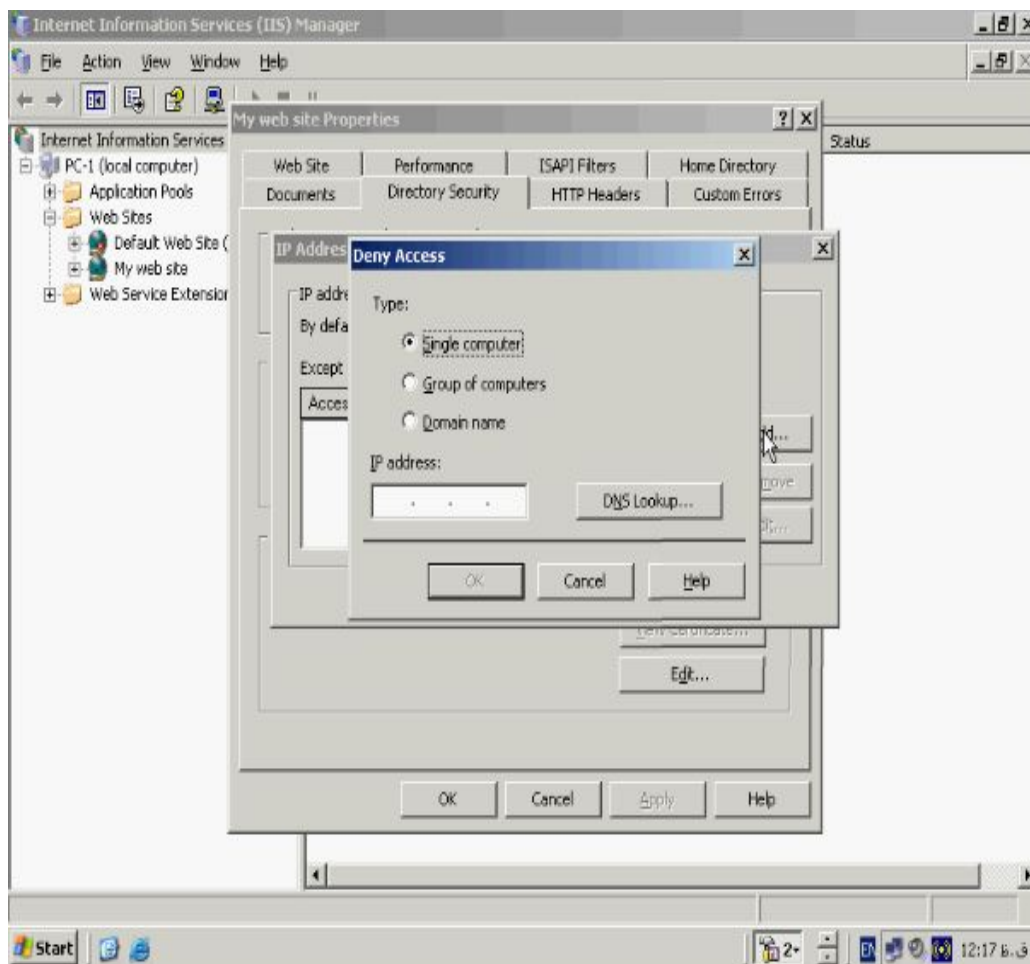 Internet Information Services (IIS) Manager
File Action View Window Help
My web site Properties
Internet Information Services
PC-1 (local computer)
Application Pools
Web Sites
Default Web Site (
My web site
Web Service Extension
Status
Web Site Performance ISAPI Filters Home Directory
Documents Directory Security HTTP Headers Custom Errors
IP Addres
IP addre
By defa
Except
Acces
Deny Access
Type:
Single computer
Group of computers
Domain name
IP address:
. . .
DNS Lookup...
OK Cancel Help
Edit...
OK Cancel Apply Help
Start
2
EN
12:17 ق.ظ